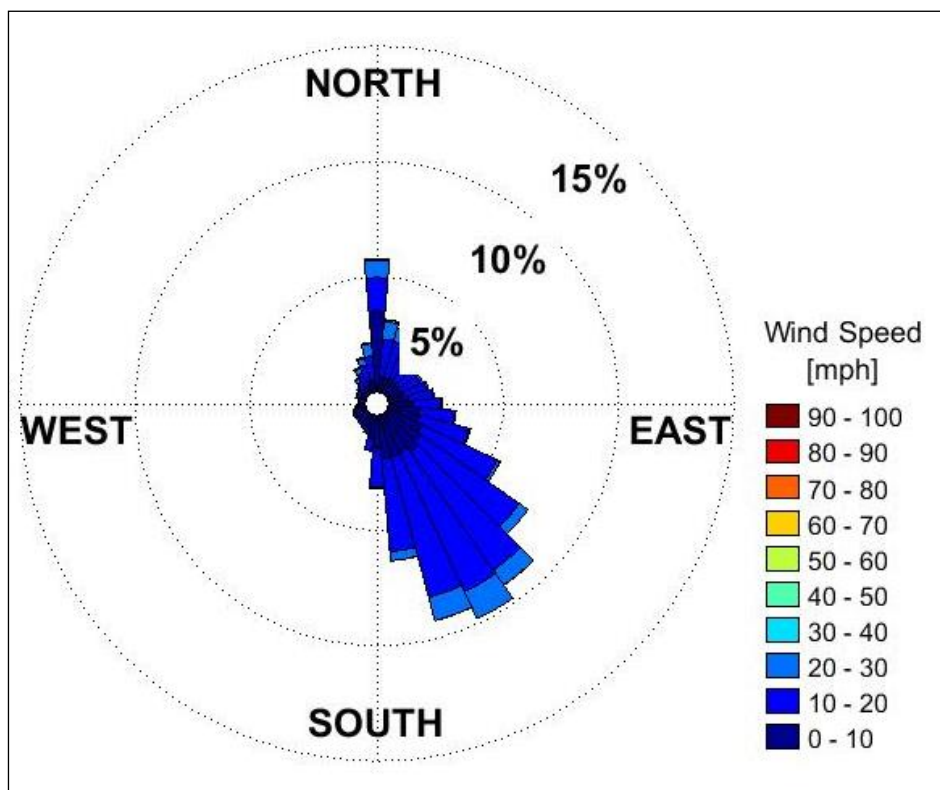 NORTH
15%
10%
5%
WEST
EAST
SOUTH
Wind Speed
[mph]
90 - 100
80 - 90
70 - 80
60 - 70
50 - 60
40 - 50
30 - 40
20 - 30
10 - 20
0 - 10